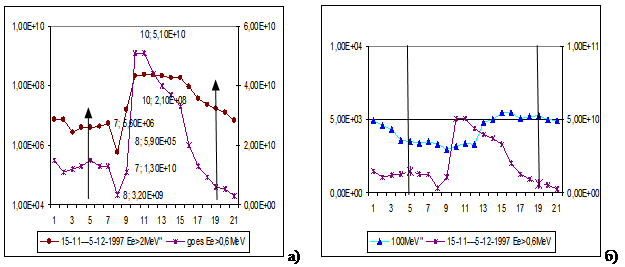 1,00E+10
1,00E+08
1,00E+06
1,00E+04
6,00E+10
4,00E+10
2,00E+10
0,00E+00
10; 5,10E+10
10; 2,10E+08
7; 5,60E+06
8; 5,90E+05
7; 1,30E+10
8; 3,20E+09
1 3 5 7 9 11 13 15 17 19 21
15-11—5-12-1997 Ee>2MeV" goes Ee>0,6MeV
а)
1,00E+04
5,00E+03
0,00E+00
1,00E+11
5,00E+10
0,00E+00
1 3 5 7 9 11 13 15 17 19 21
100MeV" 15-11—5-12-1997 Ee>0,6MeV
б)